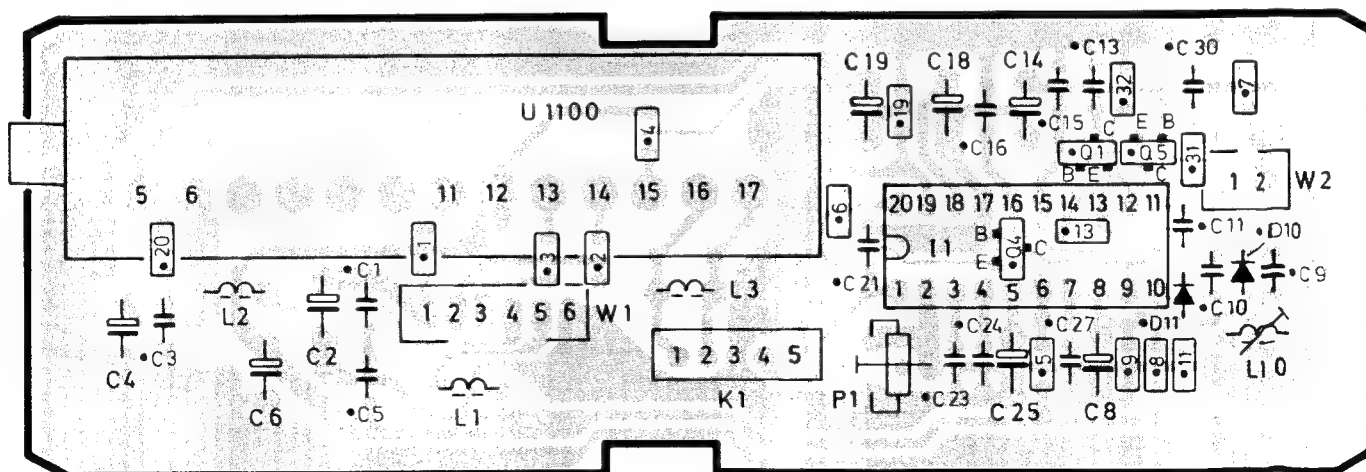 C19 C18 C14 •C13 •C30
32 7
U 1100 •4 •19 •C15 C E B
•C16 •Q1 •Q5 •31
B E C 1 2 W2
5 6 11 12 13 14 15 16 17
•6 20 19 18 17 16 15 14 13 12 11
•20 •1 •3 •2 B Q4 C •13 •C11 •D10
I1 E
•C1 L3 •C21 1 2 3 4 5 6 7 8 9 10 •C9
L2 1 2 3 4 5 6 W1 •C10
•C24 •C27 •D11
C4 •C3 C2 1 2 3 4 5 •5 •9 •8 •11 L10
C6 •C5 L1 K1 P1 •C23 C25 C8